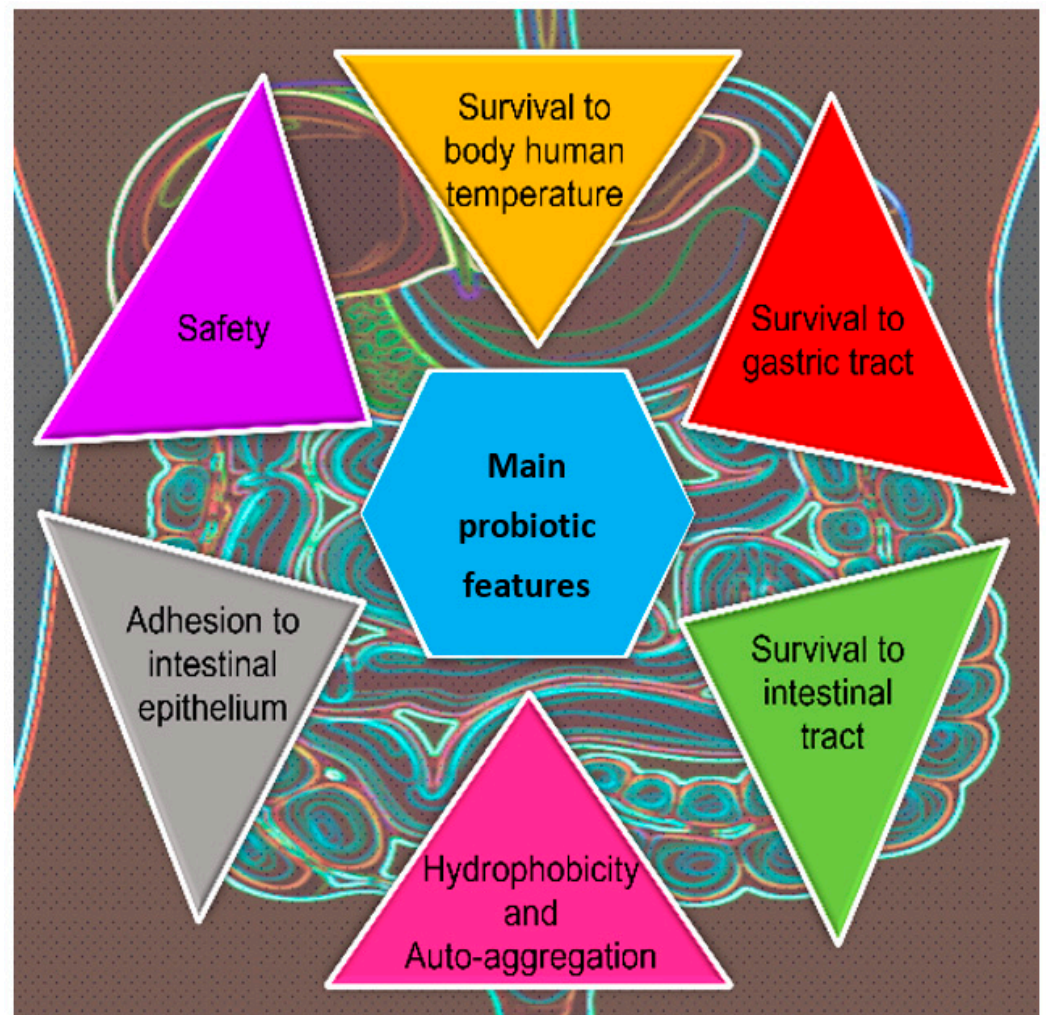 Survival to
body human
temperature
Safety
Survival to
gastric tract
Main
probiotic
features
Adhesion to
intestinal
epithelium
Survival to
intestinal
tract
Hydrophobicity
and
Auto-aggregation